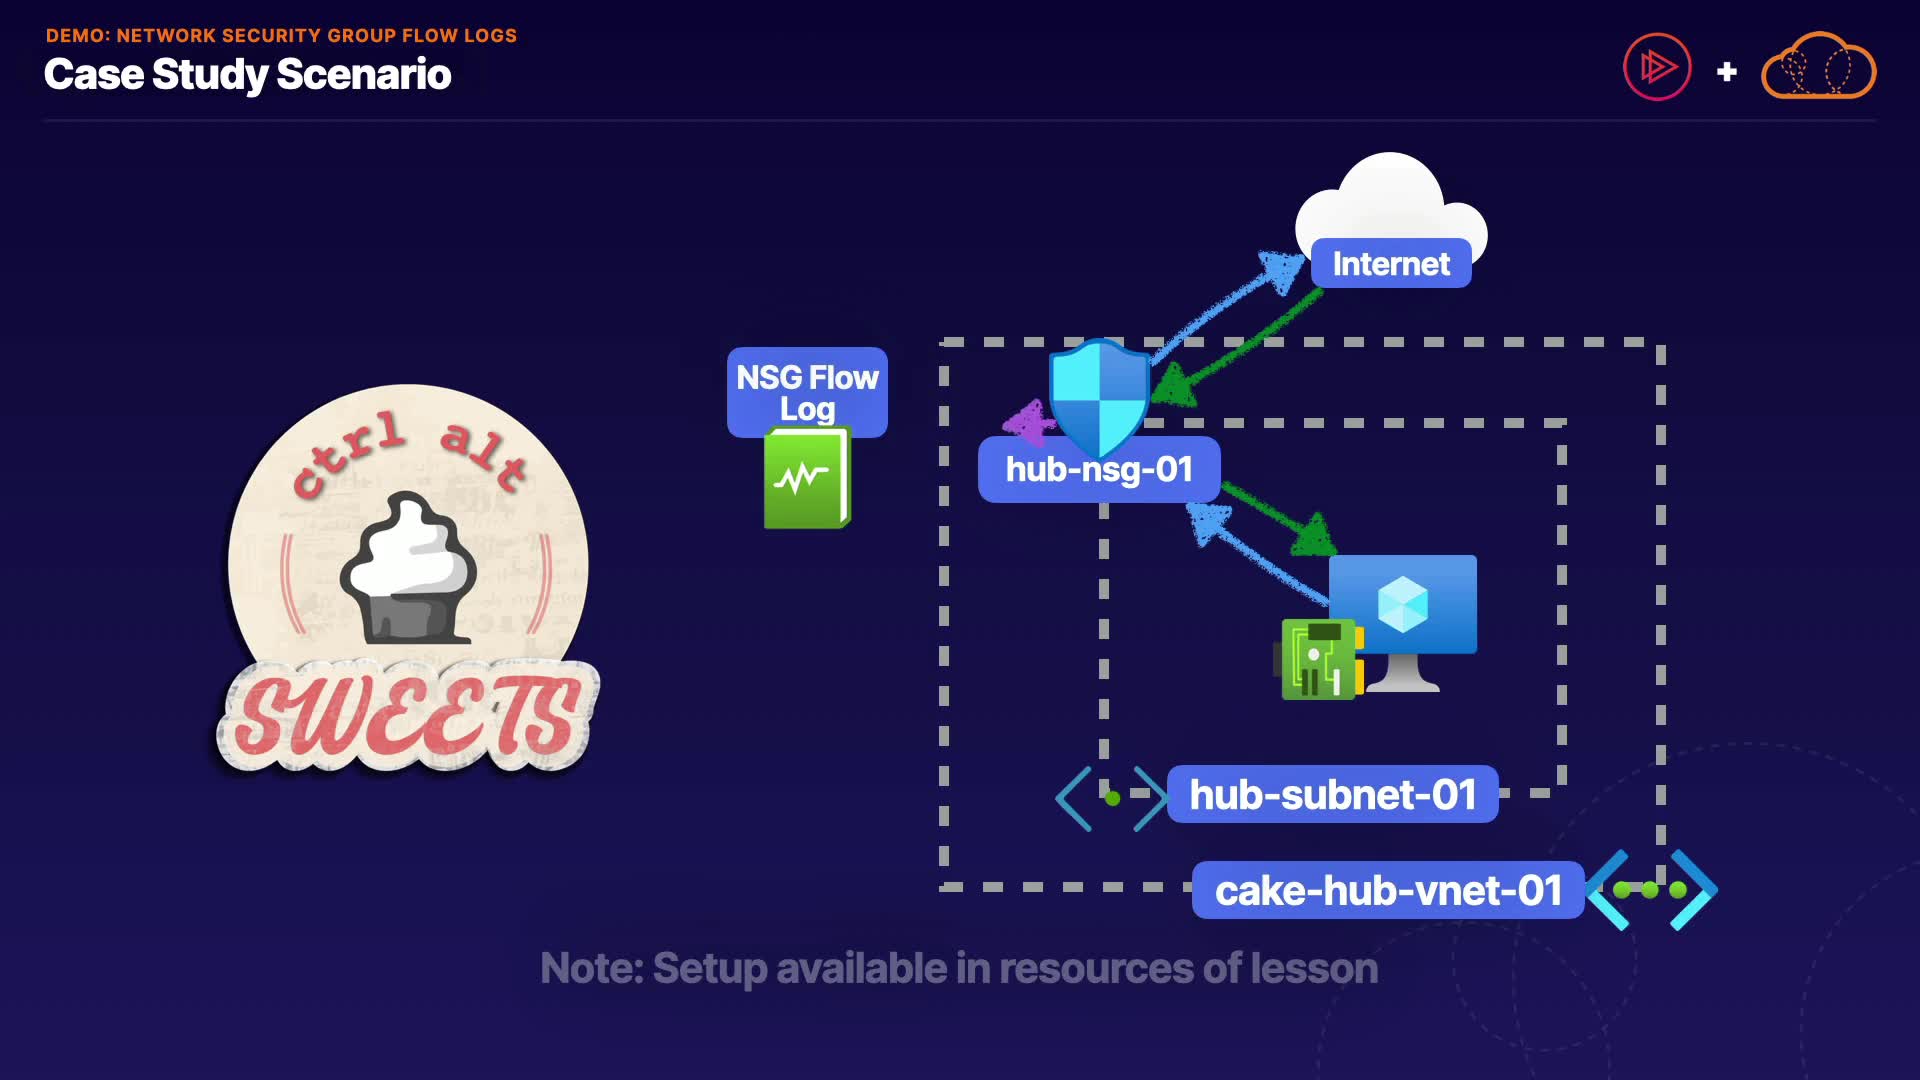 DEMO: NETWORK SECURITY GROUP FLOW LOGS
Case Study Scenario
Internet
NSG Flow
Log
hub-nsg-01
ctrl alt
SWEETS
hub-subnet-01
cake-hub-vnet-01
Note: Setup available in resources of lesson